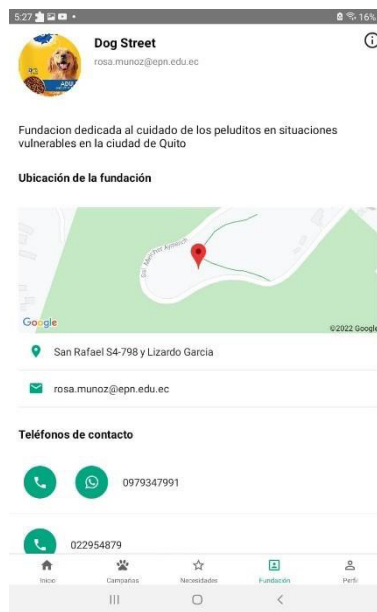 5:27
16%
Dog Street
rosa.munoz@epn.edu.ec
Fundacion dedicada al cuidado de los peluditos en situaciones
vulnerables en la ciudad de Quito
Ubicación de la fundación
Google
©2022 Google
San Rafael S4-798 y Lizardo Garcia
rosa.munoz@epn.edu.ec
Teléfonos de contacto
0979347991
022954879
Inicio
Campañas
Necesidades
Fundación
Perfil